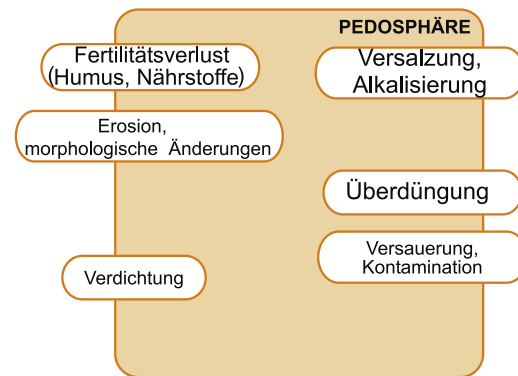 PEDOSPHÄRE
Fertilitätsverlust
(Humus, Nährstoffe)
Versalzung,
Alkalisierung
Erosion,
morphologische Änderungen
Überdüngung
Versauerung,
Kontamination
Verdichtung